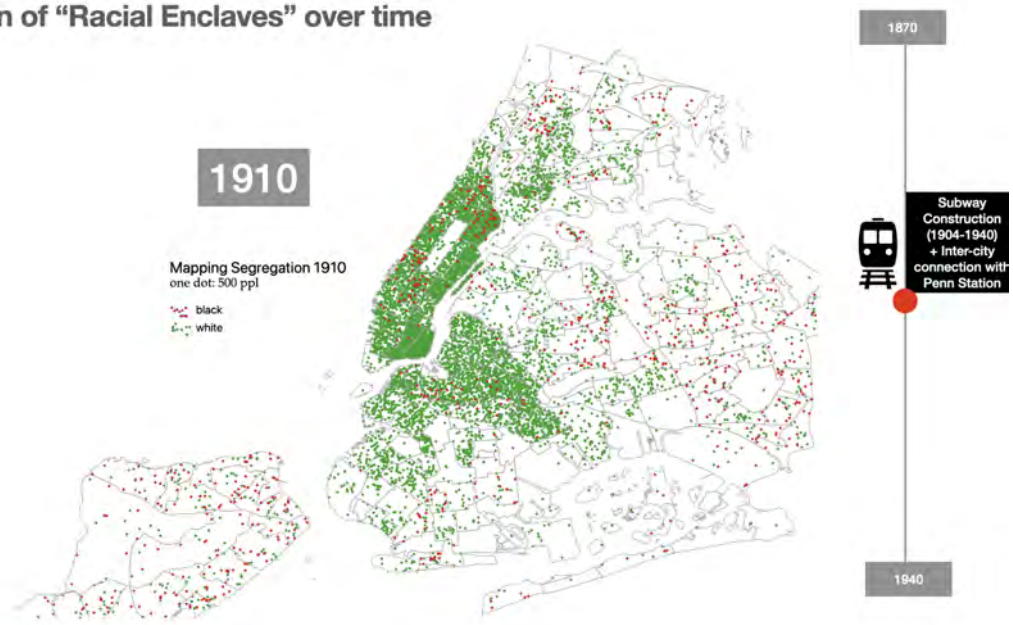 n of “Racial Enclaves” over time
1870
1910
Subway
Construction
(1904-1940)
+ Inter-city
connection with
Penn Station
Mapping Segregation 1910
one dot: 500 ppl
black
white
1940